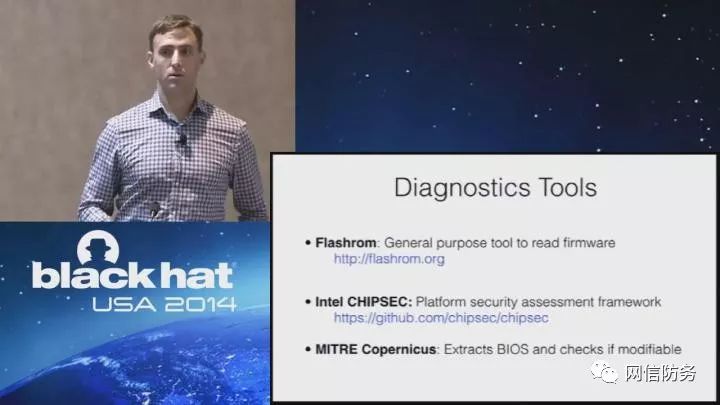 black hat
USA 2014
Diagnostics Tools
• Flashrom: General purpose tool to read firmware
http://flashrom.org
• Intel CHIPSEC: Platform security assessment framework
https://github.com/chipsec/chipsec
• MITRE Copernicus: Extracts BIOS and checks if modifiable
网信防务